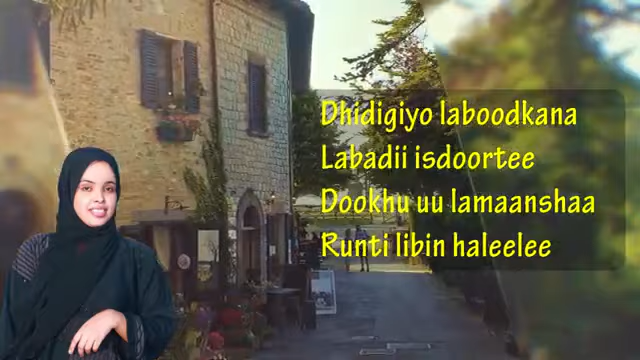 Dhidigiyo laboodkana
Labadii isdoortee
Dookhu uu lamaanshaa
Runti libin haleelee